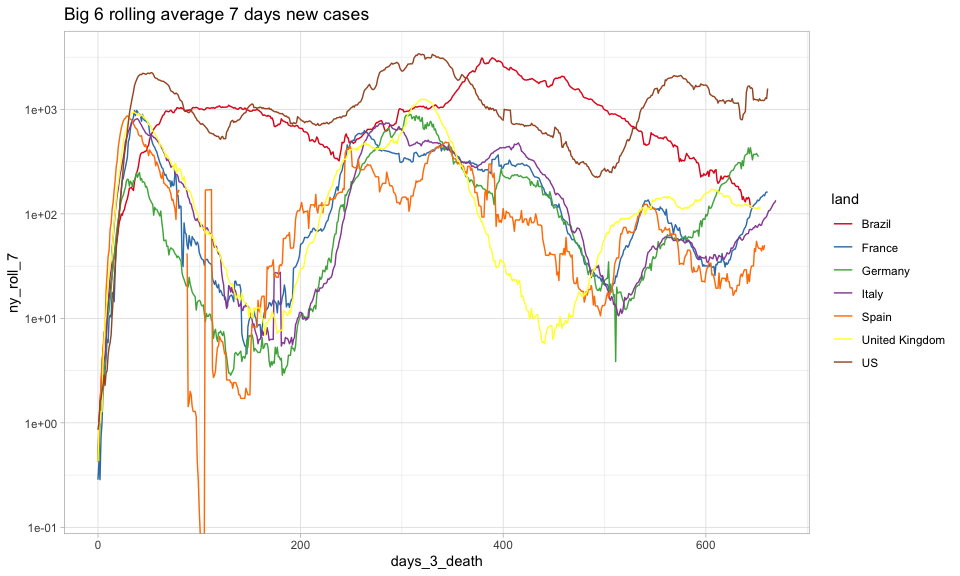 Big 6 rolling average 7 days new cases
ny_roll_7
1e+03
1e+02
1e+01
1e+00
1e-01
0 200 400 600
days_3_death
land
Brazil
France
Germany
Italy
Spain
United Kingdom
US